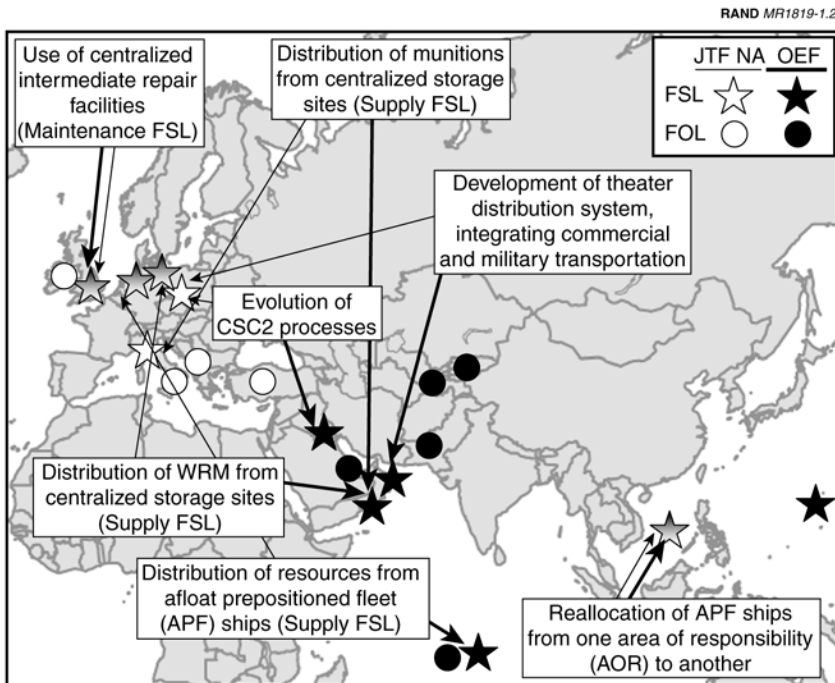 RAND MR1819-1.2
Use of centralized
intermediate repair
facilities
(Maintenance FSL)
Distribution of munitions
from centralized storage
sites (Supply FSL)
JTF NA OEF
FSL
FOL
Development of theater
distribution system,
integrating commercial
and military transportation
Evolution of
CSC2 processes
Distribution of WRM from
centralized storage sites
(Supply FSL)
Distribution of resources from
afloat prepositioned fleet
(APF) ships (Supply FSL)
Reallocation of APF ships
from one area of responsibility
(AOR) to another